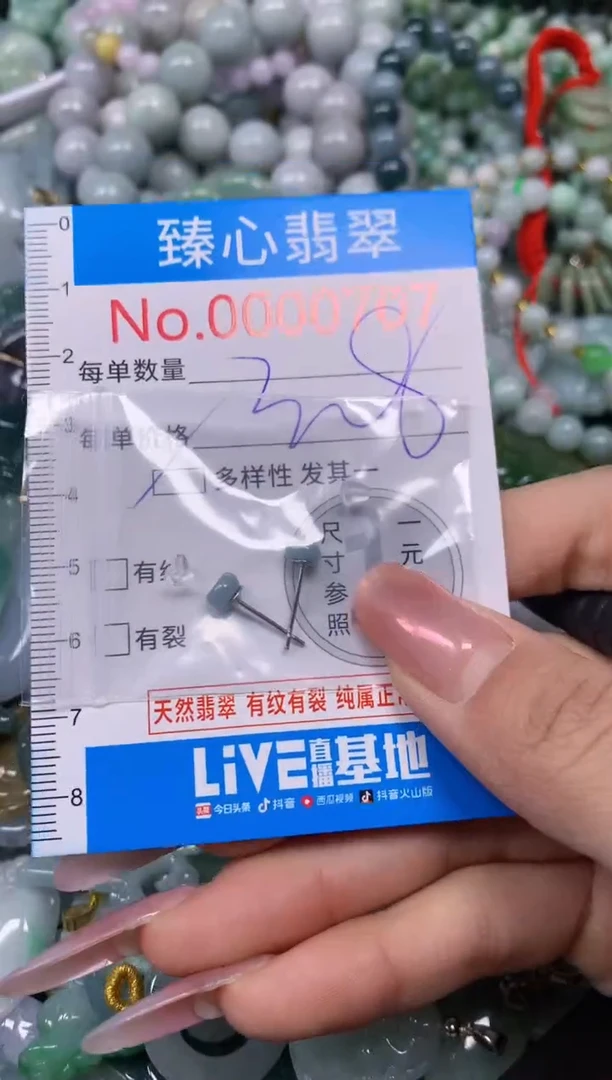 0
臻心翡翠
1
No.0000707
2
每单数量
328
3
每单价格
4
多样性 发其一
尺寸参照
一元
5
有纹
6
有裂
天然翡翠 有纹有裂 纯属正
7
LiVE直播基地
8
头条 今日头条 抖音 西瓜视频 抖音火山版